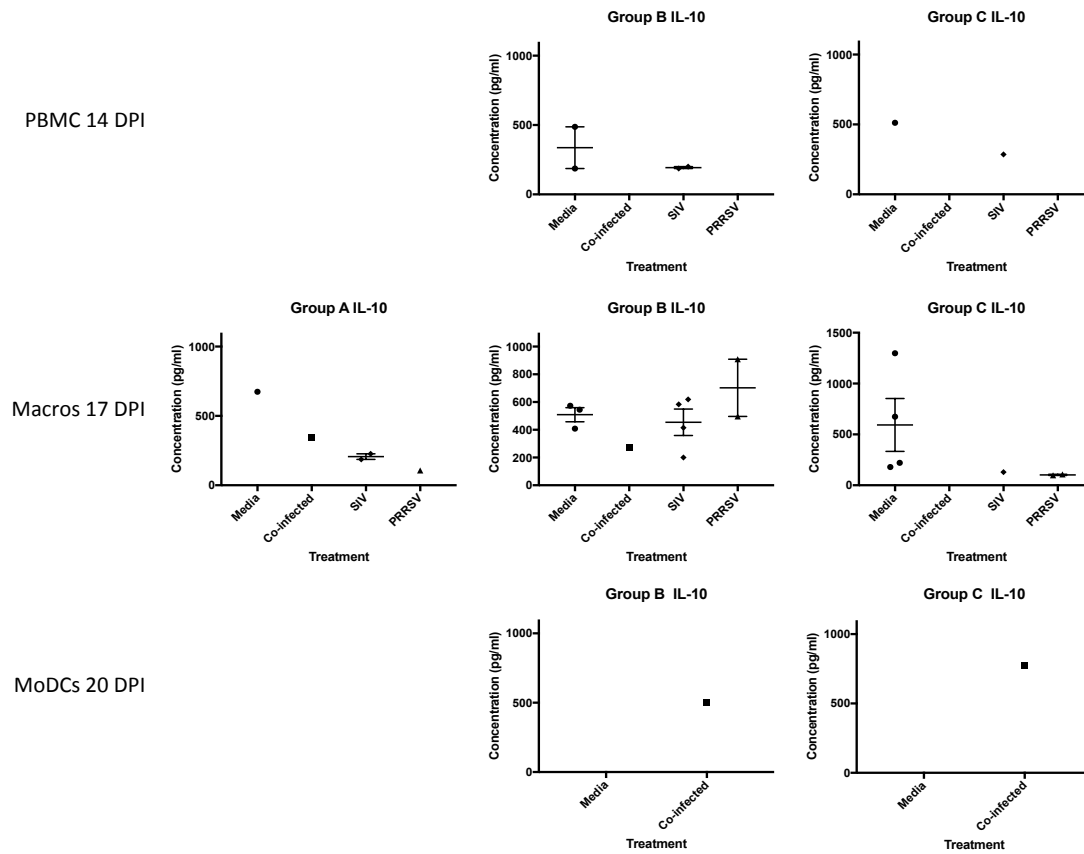 PBMC 14 DPI
Group B IL-10
Concentration (pg/ml)
1000
500
0
Media
Co-infected
SIV
PRRSV
Treatment
Group C IL-10
Concentration (pg/ml)
1000
500
0
Media
Co-infected
SIV
PRRSV
Treatment
Macros 17 DPI
Group A IL-10
Concentration (pg/ml)
1000
500
0
Media
Co-infected
SIV
PRRSV
Treatment
Group B IL-10
Concentration (pg/ml)
1000
800
600
400
200
0
Media
Co-infected
SIV
PRRSV
Treatment
Group C IL-10
Concentration (pg/ml)
1500
1000
500
0
Media
Co-infected
SIV
PRRSV
Treatment
MoDCs 20 DPI
Group B IL-10
Concentration (pg/ml)
1000
500
0
Media
Co-infected
Treatment
Group C IL-10
Concentration (pg/ml)
1000
500
0
Media
Co-infected
Treatment